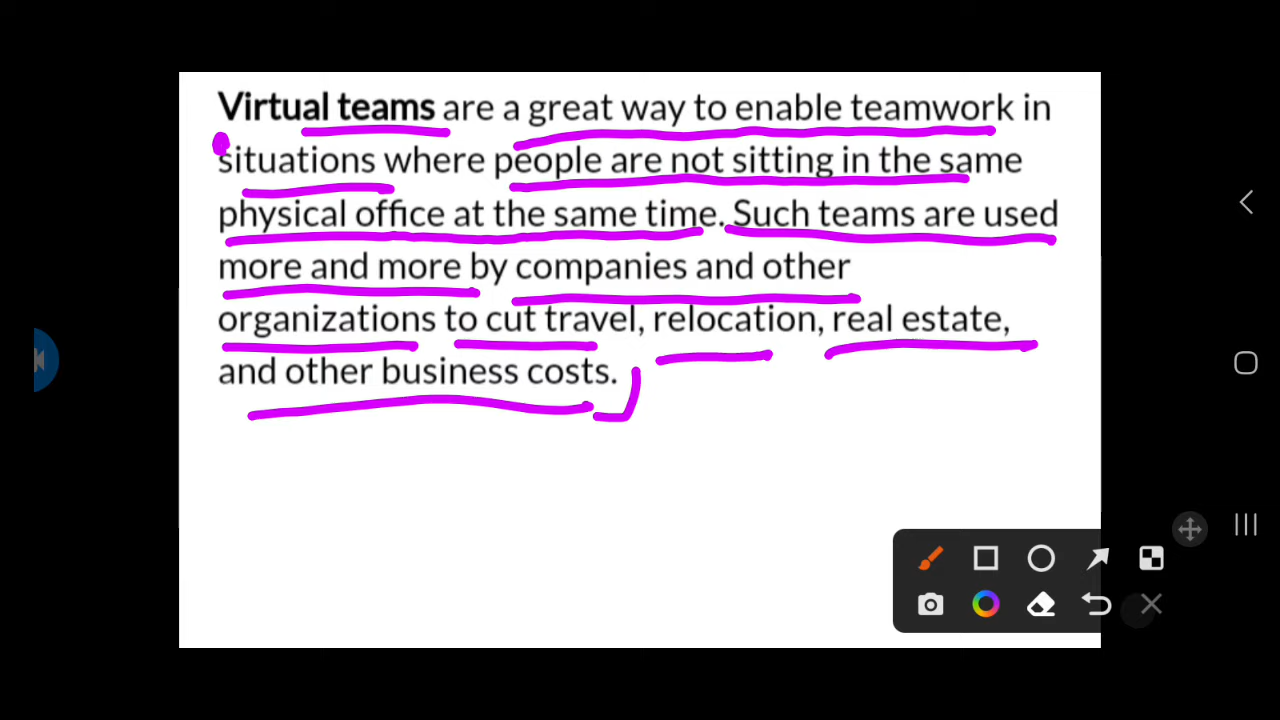 Virtual teams are a great way to enable teamwork in
situations where people are not sitting in the same
physical office at the same time. Such teams are used
more and more by companies and other
organizations to cut travel, relocation, real estate,
and other business costs.